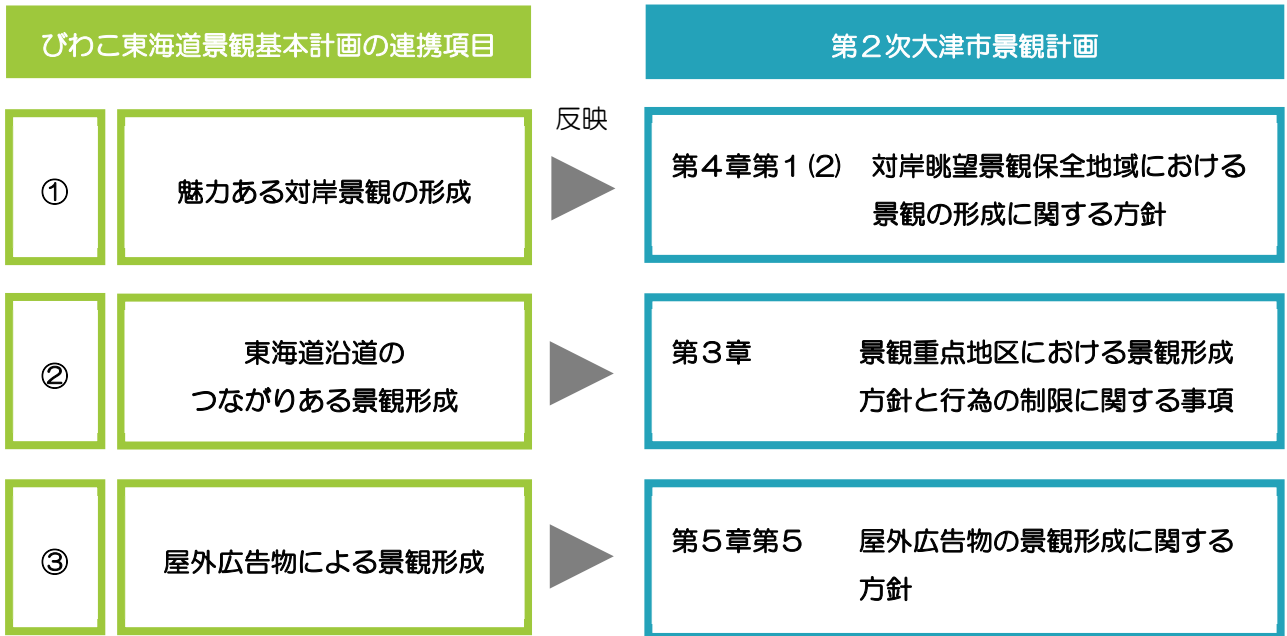 びわこ東海道景観基本計画の連携項目
第２次大津市景観計画
反映
①
魅力ある対岸景観の形成
第４章第１(2)　対岸眺望景観保全地域における
景観の形成に関する方針
②
東海道沿道の
つながりある景観形成
第３章　景観重点地区における景観形成
方針と行為の制限に関する事項
③
屋外広告物による景観形成
第５章第５　屋外広告物の景観形成に関する
方針